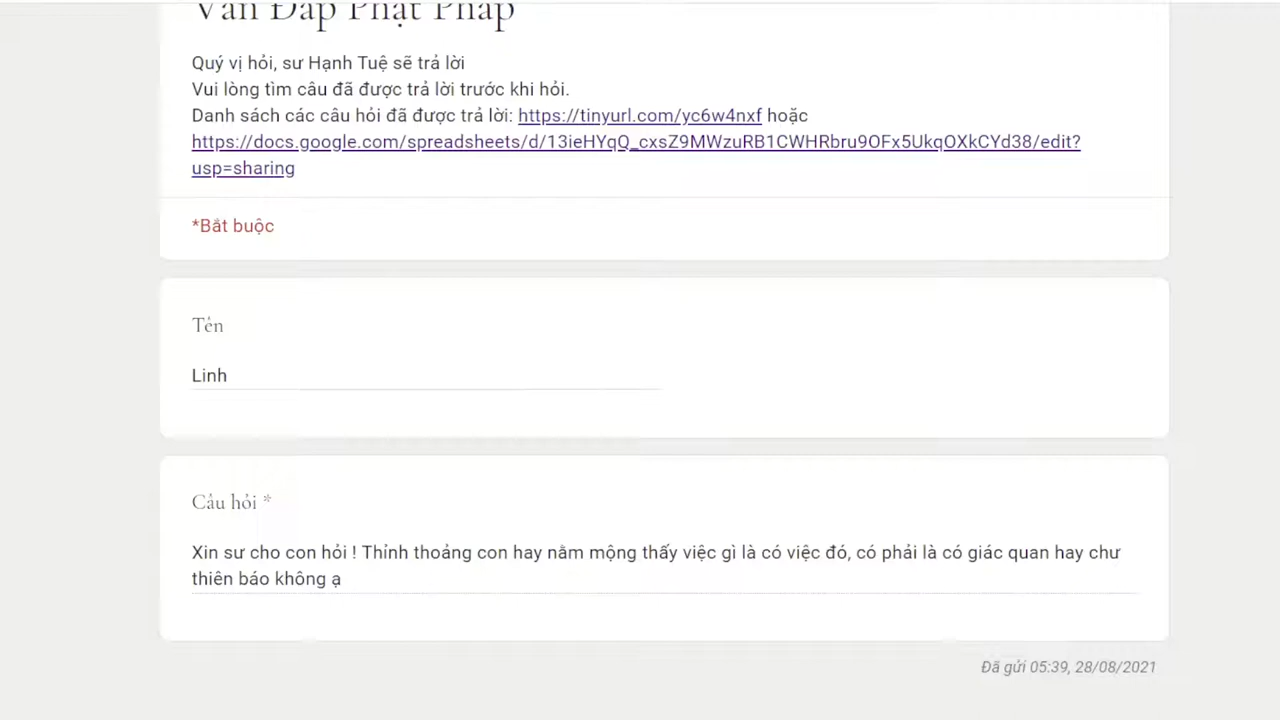 Vấn Đáp Phật Pháp
Quý vị hỏi, sư Hạnh Tuệ sẽ trả lời
Vui lòng tìm câu đã được trả lời trước khi hỏi.
Danh sách các câu hỏi đã được trả lời: https://tinyurl.com/yc6w4nxf hoặc
https://docs.google.com/spreadsheets/d/13ieHYqQ_cxsZ9MWzuRB1CWHRbru9OFx5UkqOXkCYd38/edit?
usp=sharing
*Bắt buộc
Tên
Linh
Câu hỏi *
Xin sư cho con hỏi ! Thỉnh thoảng con hay nằm mộng thấy việc gì là có việc đó, có phải là có giác quan hay chư
thiên báo không ạ
Đã gửi 05:39, 28/08/2021